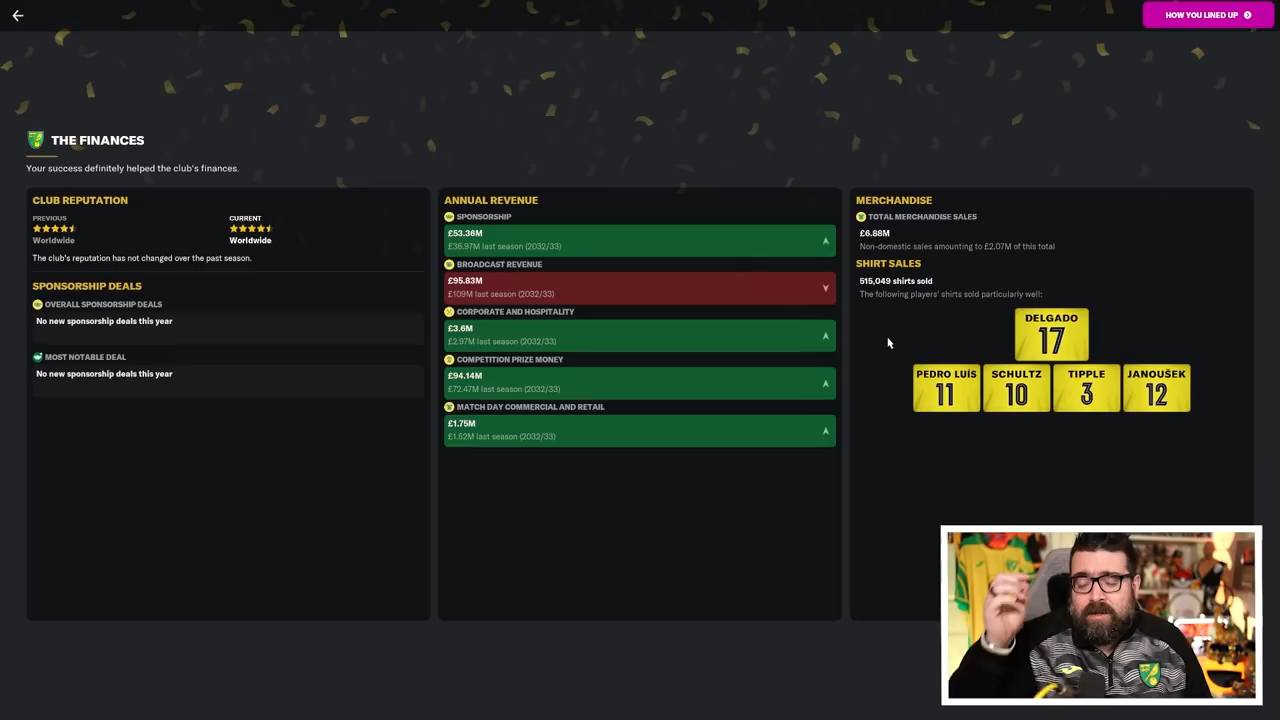 HOW YOU LINED UP
THE FINANCES
Your success definitely helped the club's finances.
CLUB REPUTATION
PREVIOUS
CURRENT
Worldwide
Worldwide
The club's reputation has not changed over the past season.
SPONSORSHIP DEALS
OVERALL SPONSORSHIP DEALS
No new sponsorship deals this year
MOST NOTABLE DEAL
No new sponsorship deals this year
ANNUAL REVENUE
SPONSORSHIP
£53.36M
£36.97M last season (2032/33)
BROADCAST REVENUE
£95.83M
£109M last season (2032/33)
CORPORATE AND HOSPITALITY
£3.6M
£2.97M last season (2032/33)
COMPETITION PRIZE MONEY
£94.14M
£72.47M last season (2032/33)
MATCH DAY COMMERCIAL AND RETAIL
£1.75M
£1.52M last season (2032/33)
MERCHANDISE
TOTAL MERCHANDISE SALES
£6.88M
Non-domestic sales amounting to £2.07M of this total
SHIRT SALES
515,049 shirts sold
The following players' shirts sold particularly well:
DELGADO
17
PEDRO LUÍS SCHULTZ TIPPLE JANOUŠEK
11 10 3 12